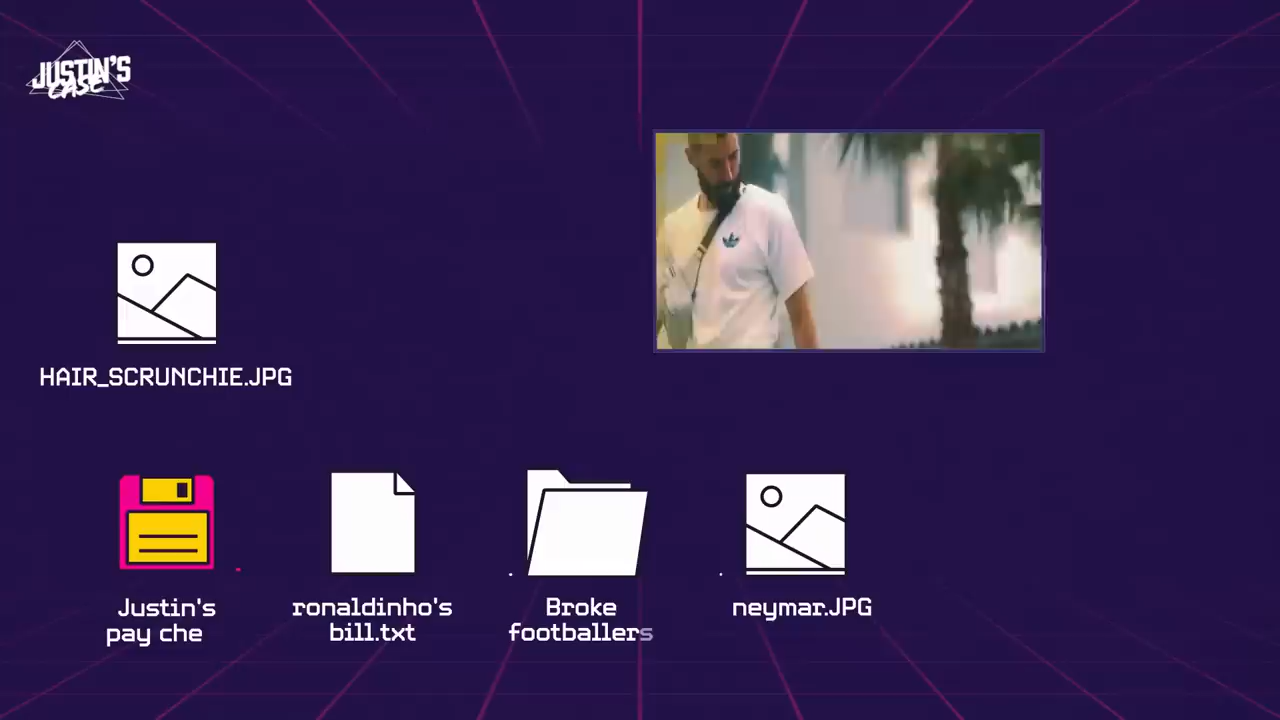 JUSTIN'S
CASE
HAIR_SCRUNCHIE.JPG
Justin's
pay che
ronaldinho's
bill.txt
Broke
footballers
neymar.JPG